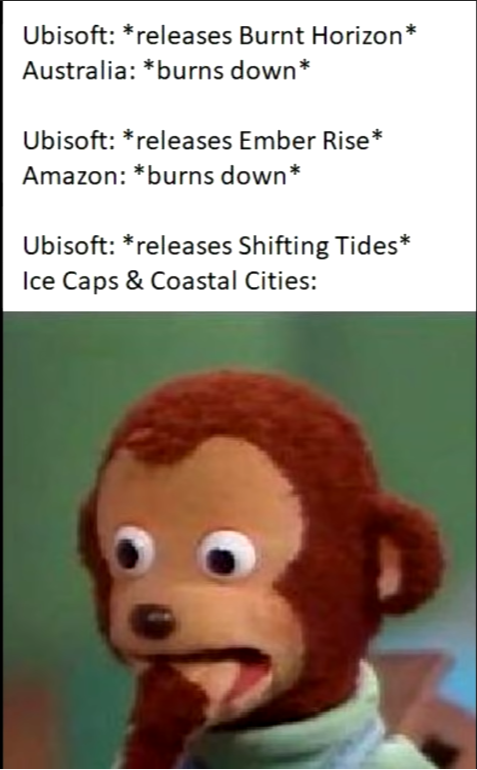 Ubisoft: *releases Burnt Horizon*
Australia: *burns down*
Ubisoft: *releases Ember Rise*
Amazon: *burns down*
Ubisoft: *releases Shifting Tides*
Ice Caps & Coastal Cities: